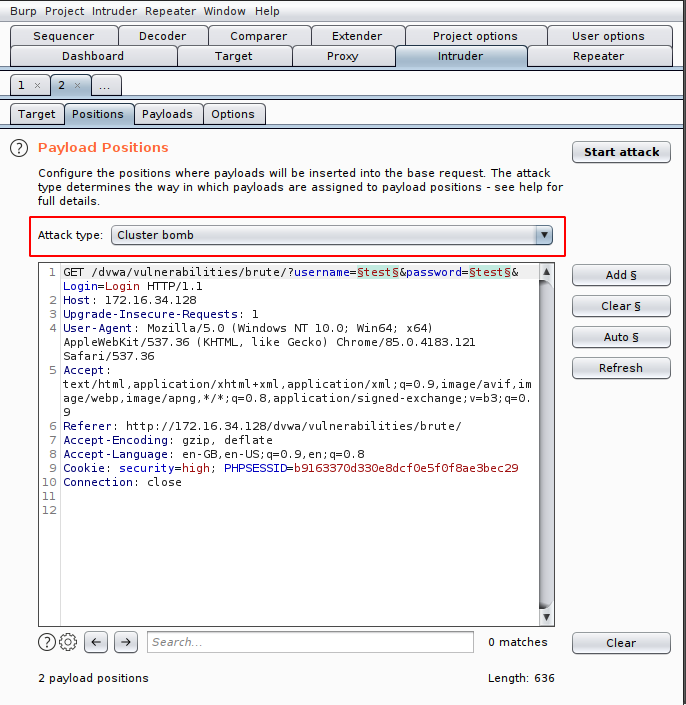 Burp Project Intruder Repeater Window Help
Sequencer Decoder Comparer Extender Project options User options
Dashboard Target Proxy Intruder Repeater
1 × 2 × ...
Target Positions Payloads Options
? Payload Positions
Start attack
Configure the positions where payloads will be inserted into the base request. The attack
type determines the way in which payloads are assigned to payload positions - see help for
full details.
Attack type: Cluster bomb
1 GET /dvwa/vulnerabilities/brute/?username=§test§&password=§test§&
Login=Login HTTP/1.1
2 Host: 172.16.34.128
3 Upgrade-Insecure-Requests: 1
4 User-Agent: Mozilla/5.0 (Windows NT 10.0; Win64; x64)
AppleWebKit/537.36 (KHTML, like Gecko) Chrome/85.0.4183.121
Safari/537.36
5 Accept:
text/html,application/xhtml+xml,application/xml;q=0.9,image/avif,im
age/webp,image/apng,*/*;q=0.8,application/signed-exchange;v=b3;q=0.
9
6 Referer: http://172.16.34.128/dvwa/vulnerabilities/brute/
7 Accept-Encoding: gzip, deflate
8 Accept-Language: en-GB,en-US;q=0.9,en;q=0.8
9 Cookie: security=high; PHPSESSID=b9163370d330e8dcf0e5f0f8ae3bec29
10 Connection: close
11
12
Add §
Clear §
Auto §
Refresh
? ← → Search... 0 matches Clear
2 payload positions Length: 636